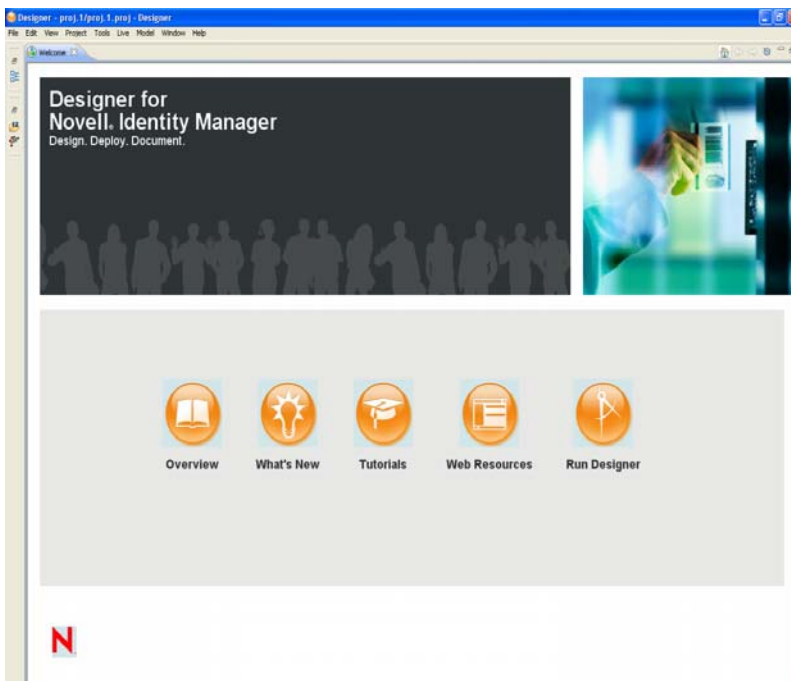 Designer - proj.1/proj.1.proj - Designer
File Edit View Project Tools Live Model Window Help
Welcome
Designer for
Novell® Identity Manager
Design. Deploy. Document.
Overview What's New Tutorials Web Resources Run Designer
N